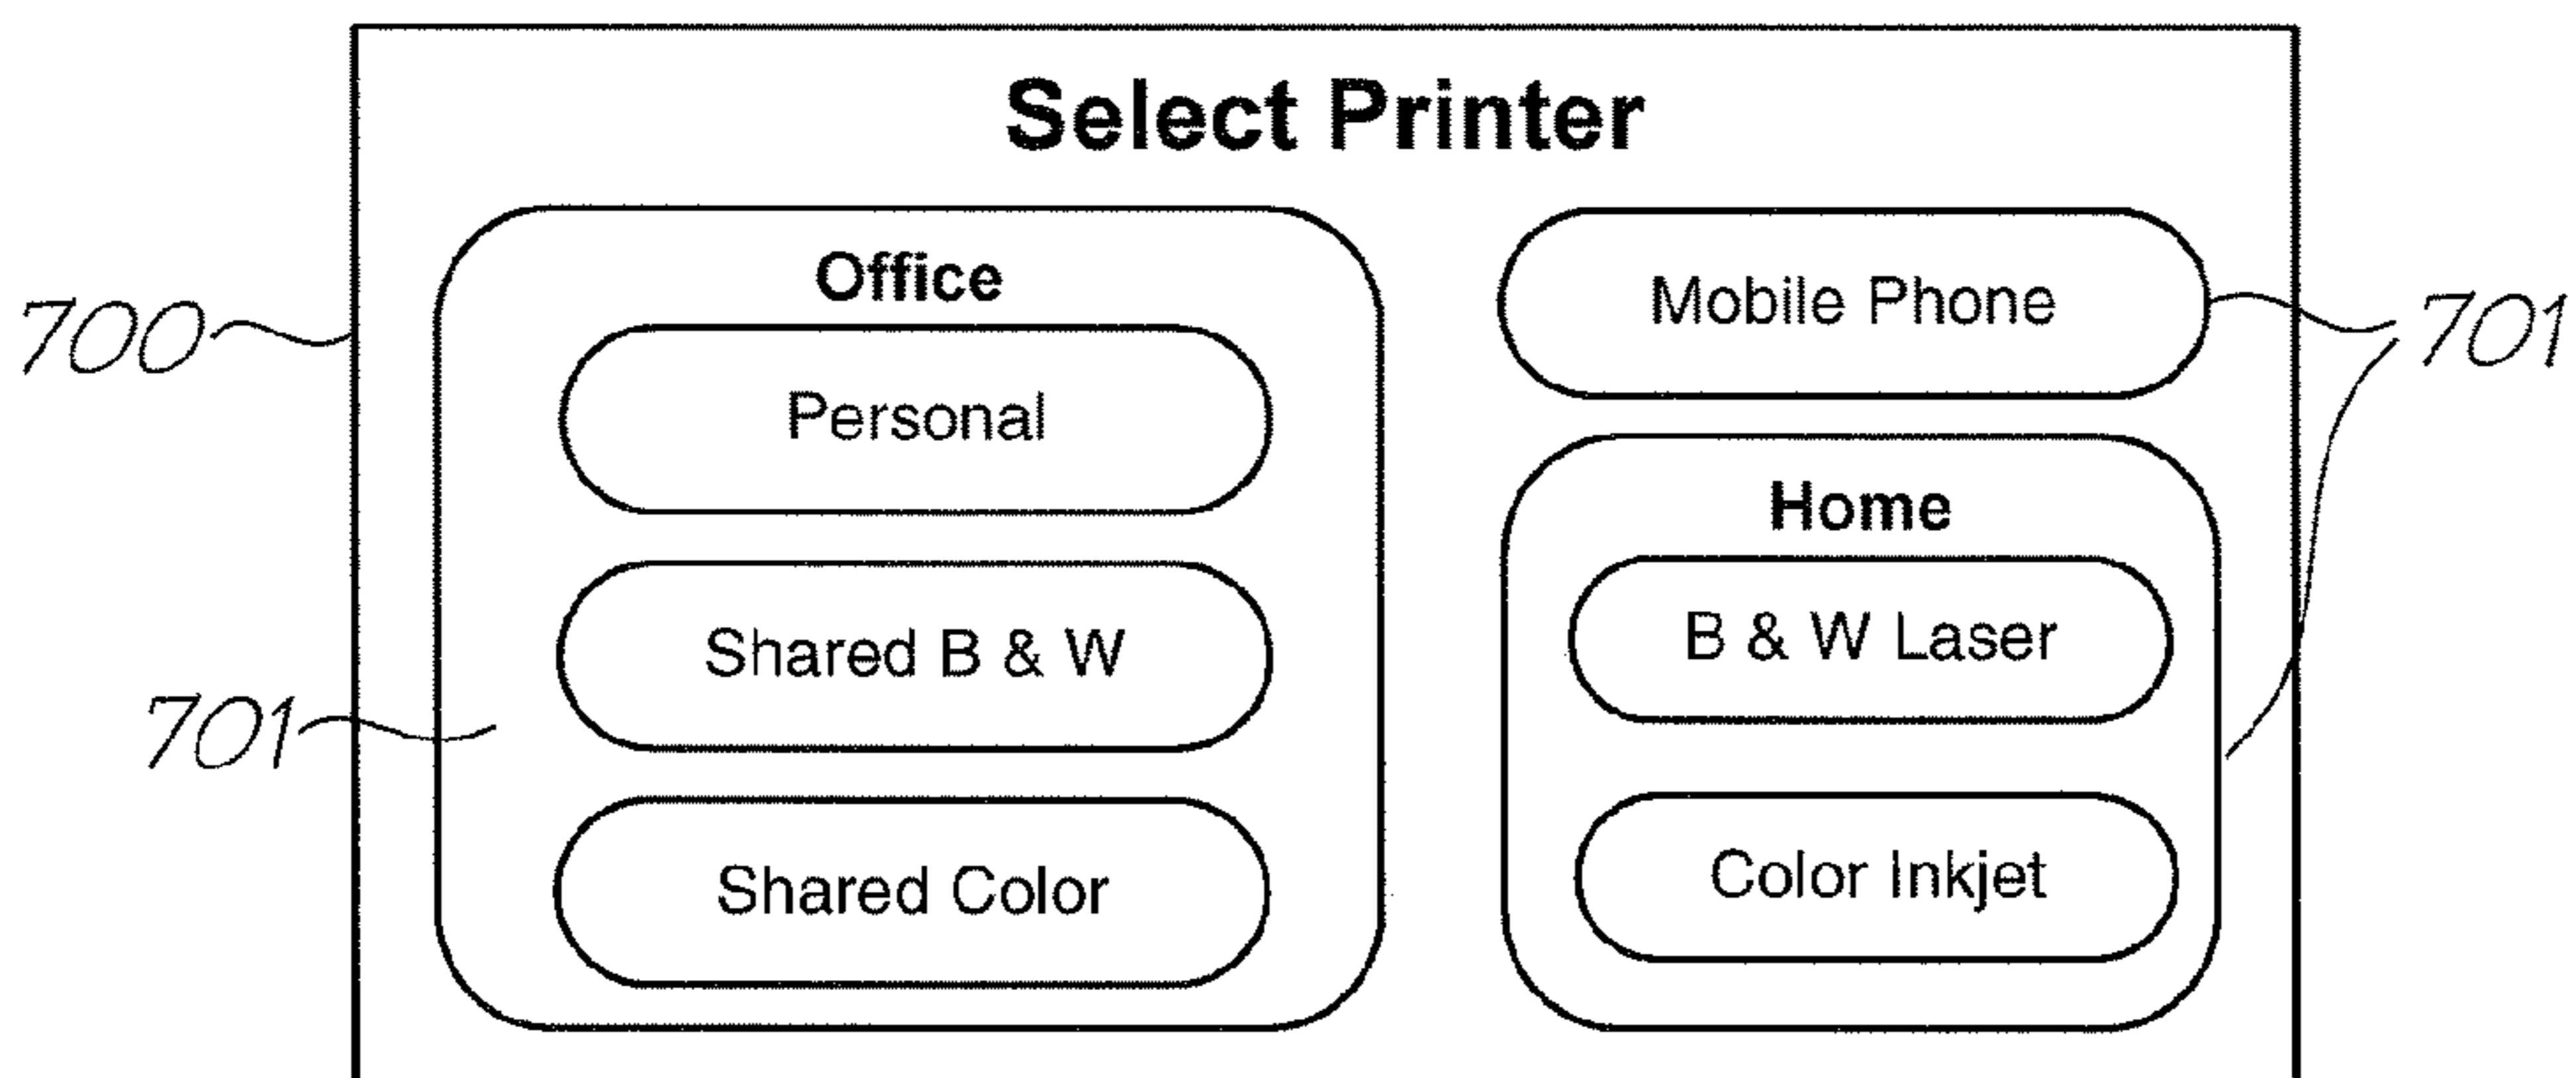 Select Printer
Office
Personal
Shared B & W
Shared Color
Mobile Phone
Home
B & W Laser
Color Inkjet
700
701
701